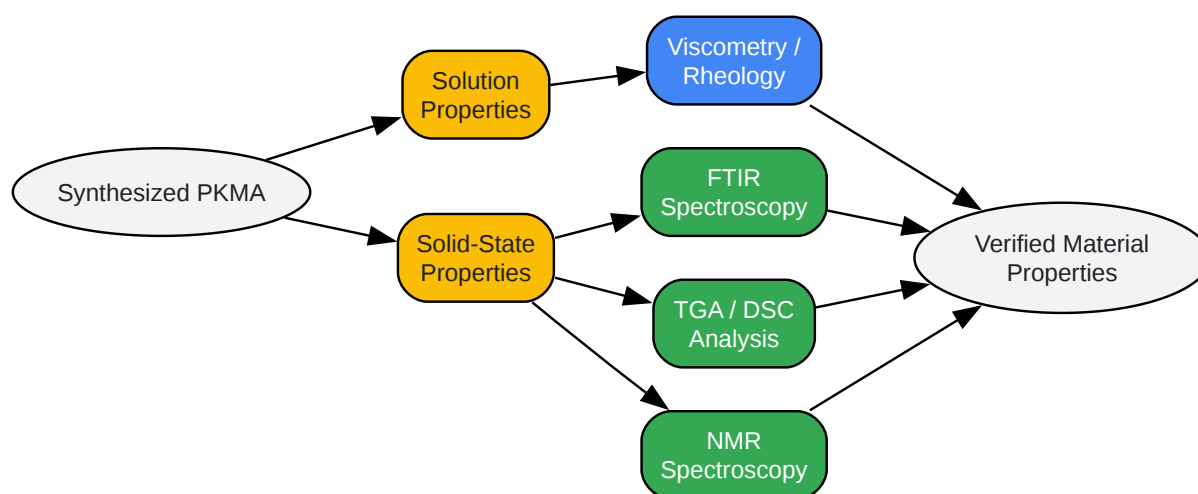 Synthesized PKMA
Solution
Properties
Solid-State
Properties
Viscometry /
Rheology
FTIR
Spectroscopy
TGA / DSC
Analysis
NMR
Spectroscopy
Verified Material
Properties